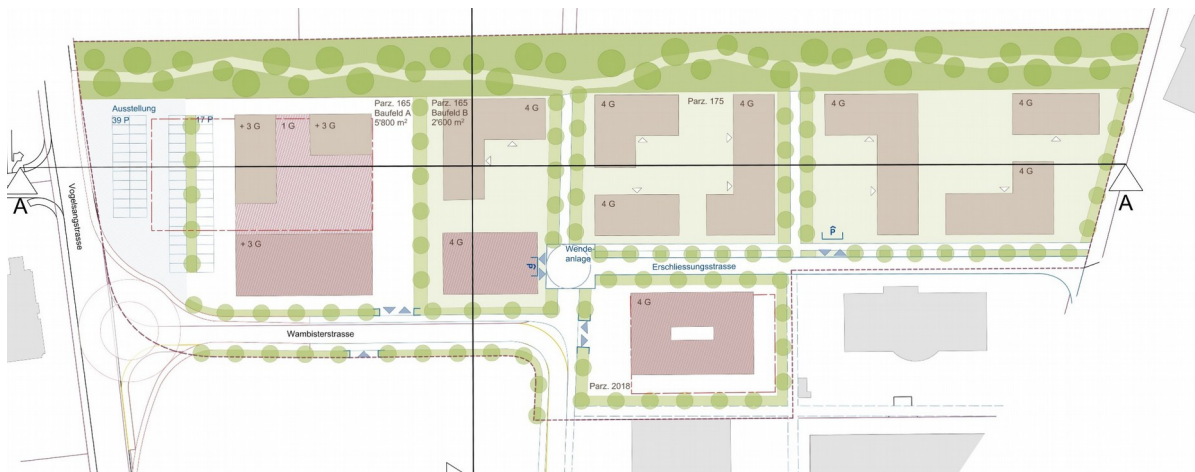 Ausstellung
39 P
17 P
+ 3 G
1 G
+ 3 G
Parz. 165
Baufeld A
5'800 m²
Parz. 165
Baufeld B
2'600 m²
4 G
4 G
Parz. 175
4 G
4 G
4 G
4 G
4 G
A
Vogelsangstrasse
A
+ 3 G
4 G
P
Wende-
anlage
P
Erschliessungsstrasse
Wambisterstrasse
4 G
Parz. 2018